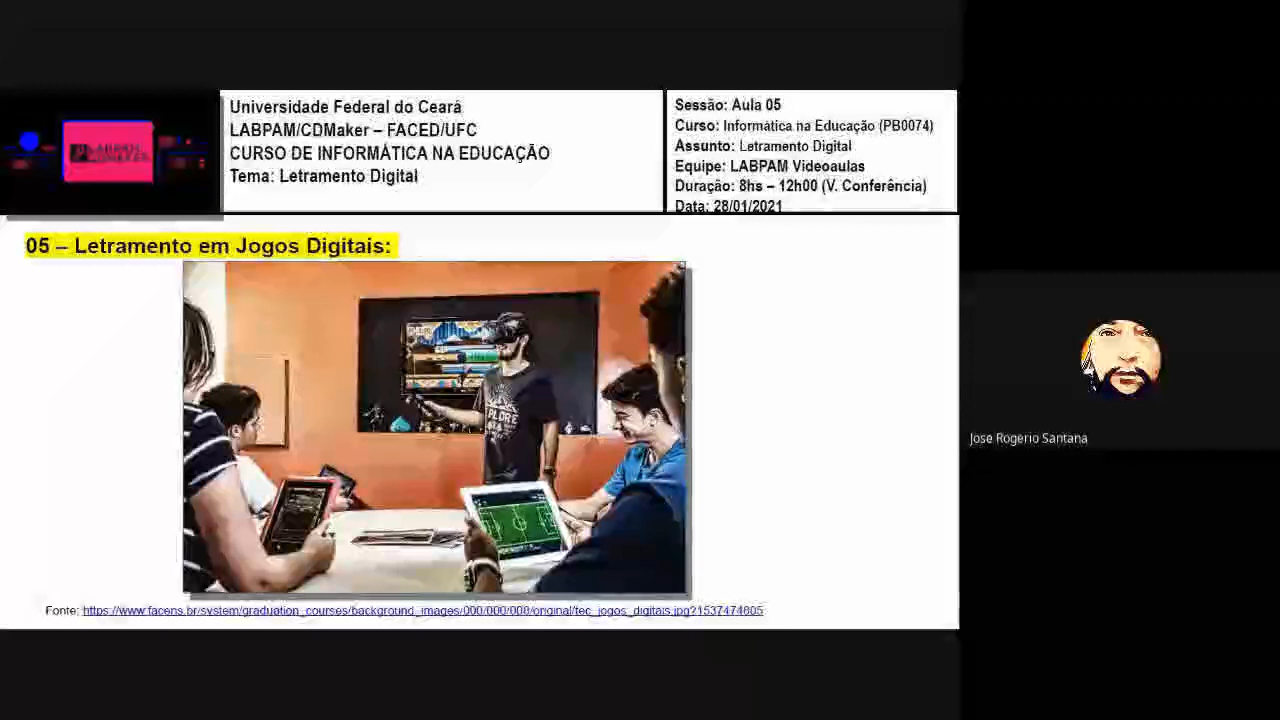 Universidade Federal do Ceará
LABPAM/CDMaker – FACED/UFC
CURSO DE INFORMÁTICA NA EDUCAÇÃO
Tema: Letramento Digital
Sessão: Aula 05
Curso: Informática na Educação (PB0074)
Assunto: Letramento Digital
Equipe: LABPAM Videoaulas
Duração: 8hs – 12h00 (V. Conferência)
Data: 28/01/2021
05 – Letramento em Jogos Digitais:
PLORE
Fonte: https://www.facens.br/system/graduation_courses/background_images/000/000/000/original/tec_jogos_digitais.jpg?1537474605
Jose Rogerio Santana